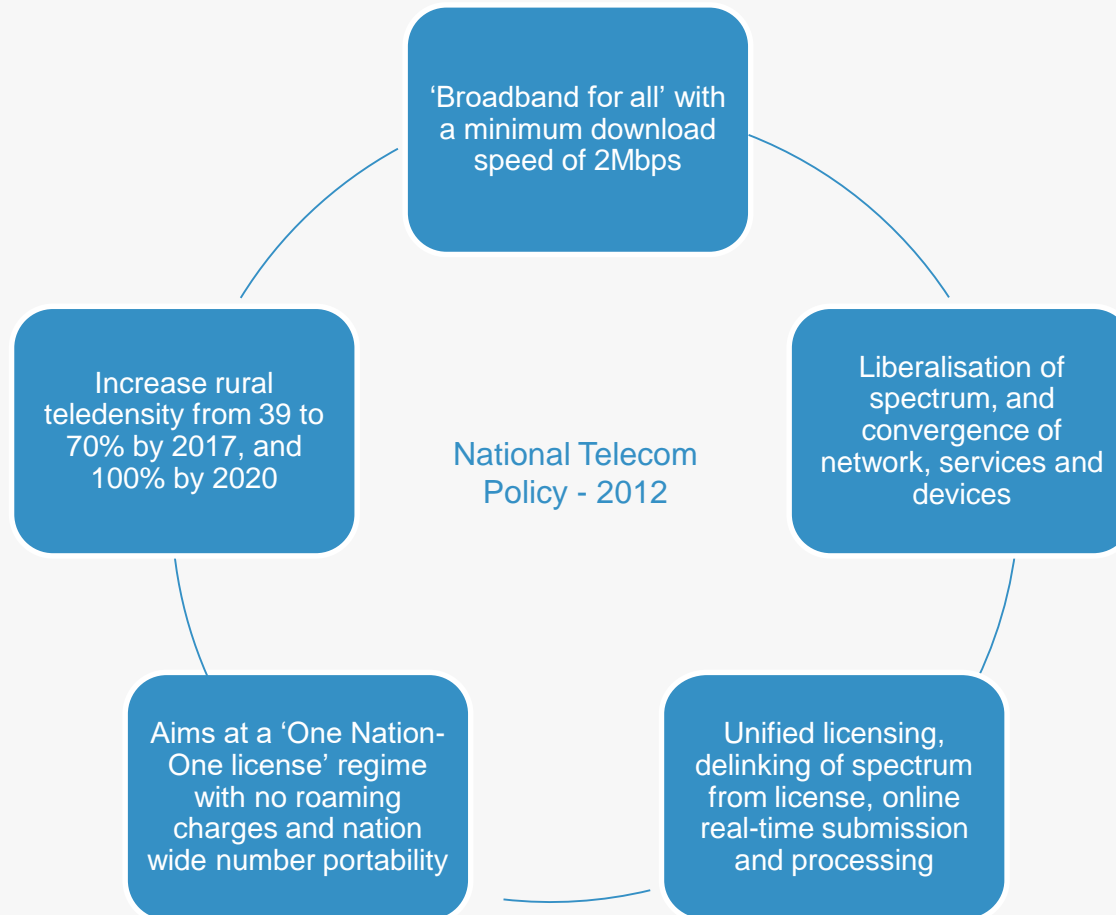 ‘Broadband for all’ with
a minimum download
speed of 2Mbps
Liberalisation of
spectrum, and
convergence of
network, services and
devices
Unified licensing,
delinking of spectrum
from license, online
real-time submission
and processing
Aims at a ‘One Nation-
One license’ regime
with no roaming
charges and nation
wide number portability
Increase rural
teledensity from 39 to
70% by 2017, and
100% by 2020
National Telecom
Policy - 2012